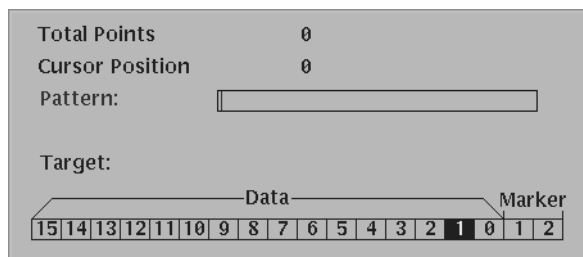 Total Points 0
Cursor Position 0
Pattern:
Target:
Data Marker
15 14 13 12 11 10 9 8 7 6 5 4 3 2 1 0 1 2